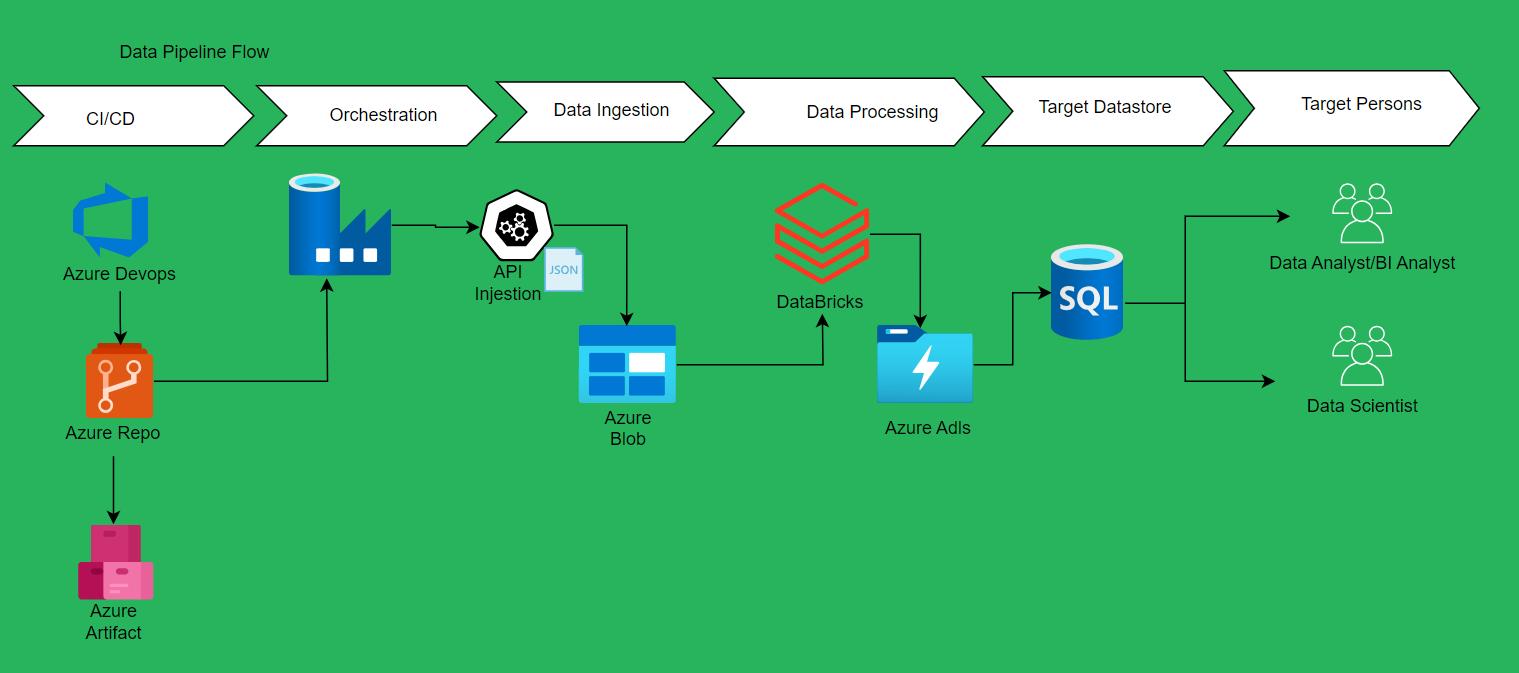 Data Pipeline Flow
CI/CD
Orchestration
Data Ingestion
Data Processing
Target Datastore
Target Persons
Azure Devops
API
Injestion
JSON
DataBricks
SQL
Data Analyst/BI Analyst
Azure Repo
Azure
Blob
Azure Adls
Data Scientist
Azure
Artifact